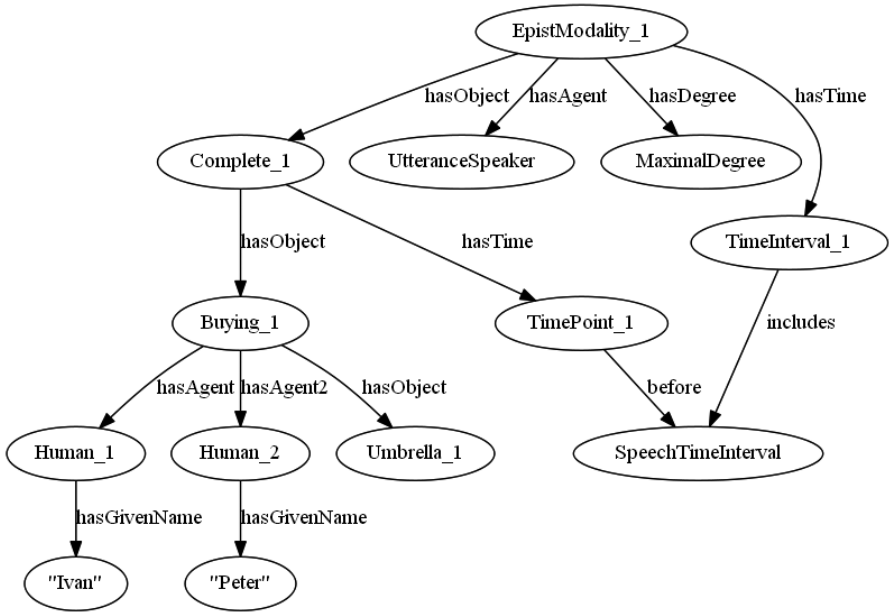 EpistModality_1
hasObject hasAgent hasDegree hasTime
Complete_1 UtteranceSpeaker MaximalDegree
hasObject hasTime TimeInterval_1
Buying_1 TimePoint_1 includes
hasAgent hasAgent2 hasObject before
Human_1 Human_2 Umbrella_1 SpeechTimeInterval
hasGivenName hasGivenName
"Ivan" "Peter"